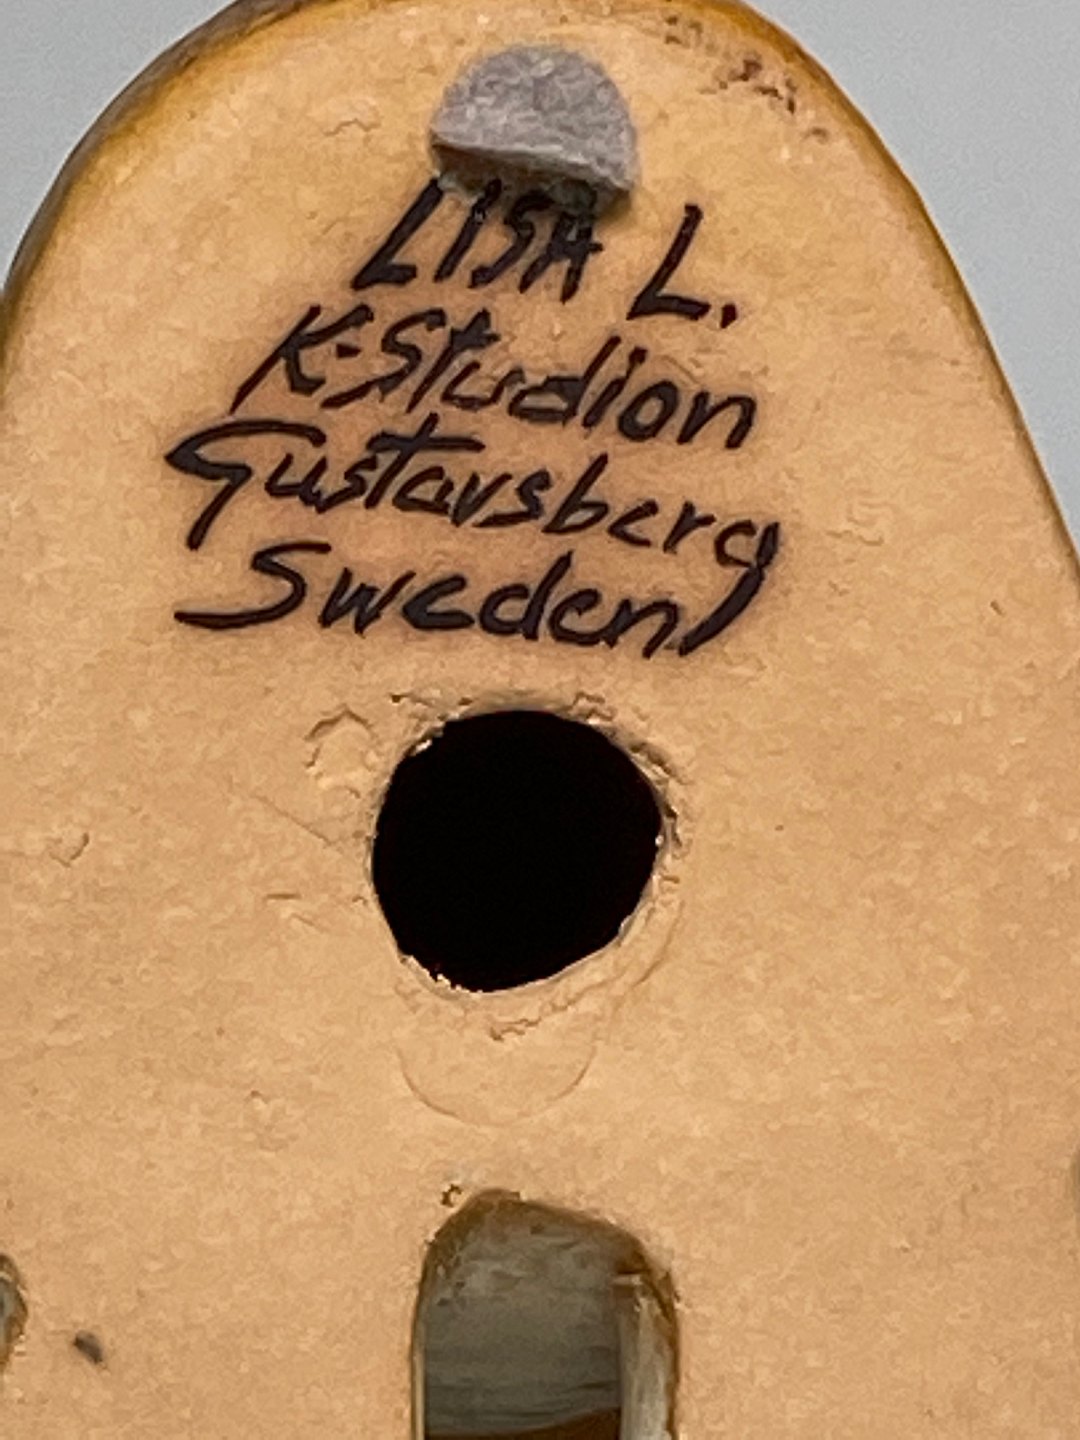 LISA L.
K-Studion
Gustavsberg
Sweden